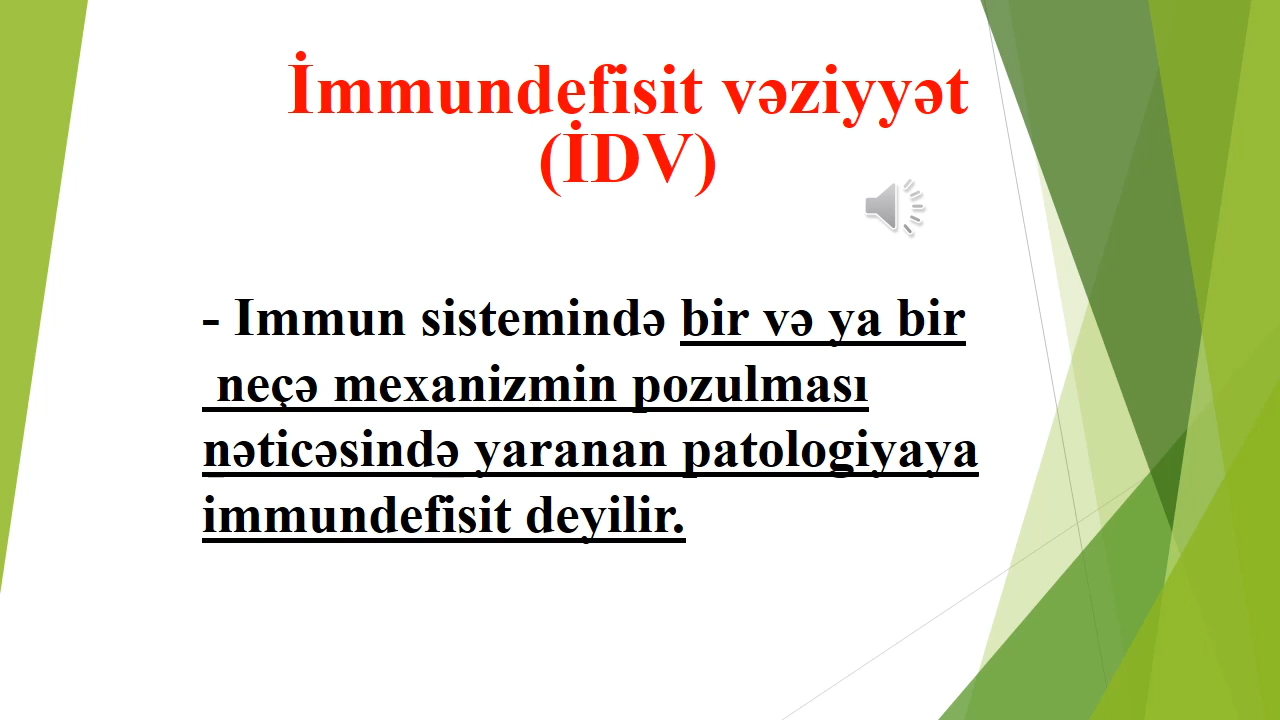 İmmundefisit vəziyyət
(İDV)
- Immun sistemində bir və ya bir
neçə mexanizmin pozulması
nəticəsində yaranan patologiyaya
immundefisit deyilir.